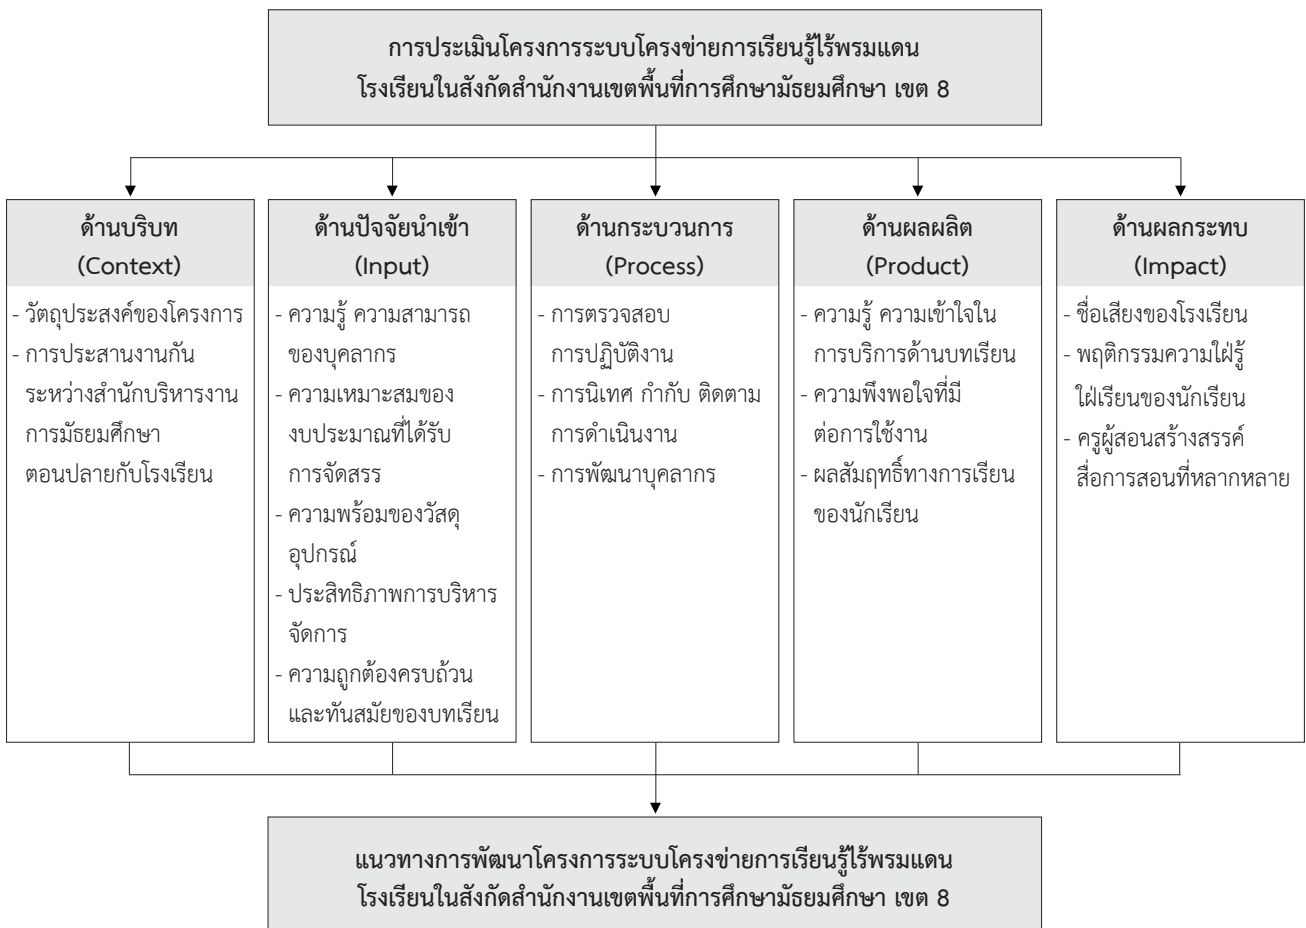 การประเมินโครงการระบบโครงข่ายการเรียนรู้ไร้พรมแดน
โรงเรียนในสังกัดสำนักงานเขตพื้นที่การศึกษามัธยมศึกษา เขต 8
ด้านบริบท
(Context)
- วัตถุประสงค์ของโครงการ
- การประสานงานกัน
ระหว่างสำนักบริหารงาน
การมัธยมศึกษา
ตอนปลายกับโรงเรียน
ด้านปัจจัยนำเข้า
(Input)
- ความรู้ ความสามารถ
ของบุคลากร
- ความเหมาะสมของ
งบประมาณที่ได้รับ
การจัดสรร
- ความพร้อมของวัสดุ
อุปกรณ์
- ประสิทธิภาพการบริหาร
จัดการ
- ความถูกต้องครบถ้วน
และทันสมัยของบทเรียน
ด้านกระบวนการ
(Process)
- การตรวจสอบ
การปฏิบัติงาน
- การนิเทศ กำกับ ติดตาม
การดำเนินงาน
- การพัฒนาบุคลากร
ด้านผลผลิต
(Product)
- ความรู้ ความเข้าใจใน
การบริการด้านบทเรียน
- ความพึงพอใจที่มี
ต่อการใช้งาน
- ผลสัมฤทธิ์ทางการเรียน
ของนักเรียน
ด้านผลกระทบ
(Impact)
- ชื่อเสียงของโรงเรียน
- พฤติกรรมความใฝ่รู้
ใฝ่เรียนของนักเรียน
- ครูผู้สอนสร้างสรรค์
สื่อการสอนที่หลากหลาย
แนวทางการพัฒนาโครงการระบบโครงข่ายการเรียนรู้ไร้พรมแดน
โรงเรียนในสังกัดสำนักงานเขตพื้นที่การศึกษามัธยมศึกษา เขต 8